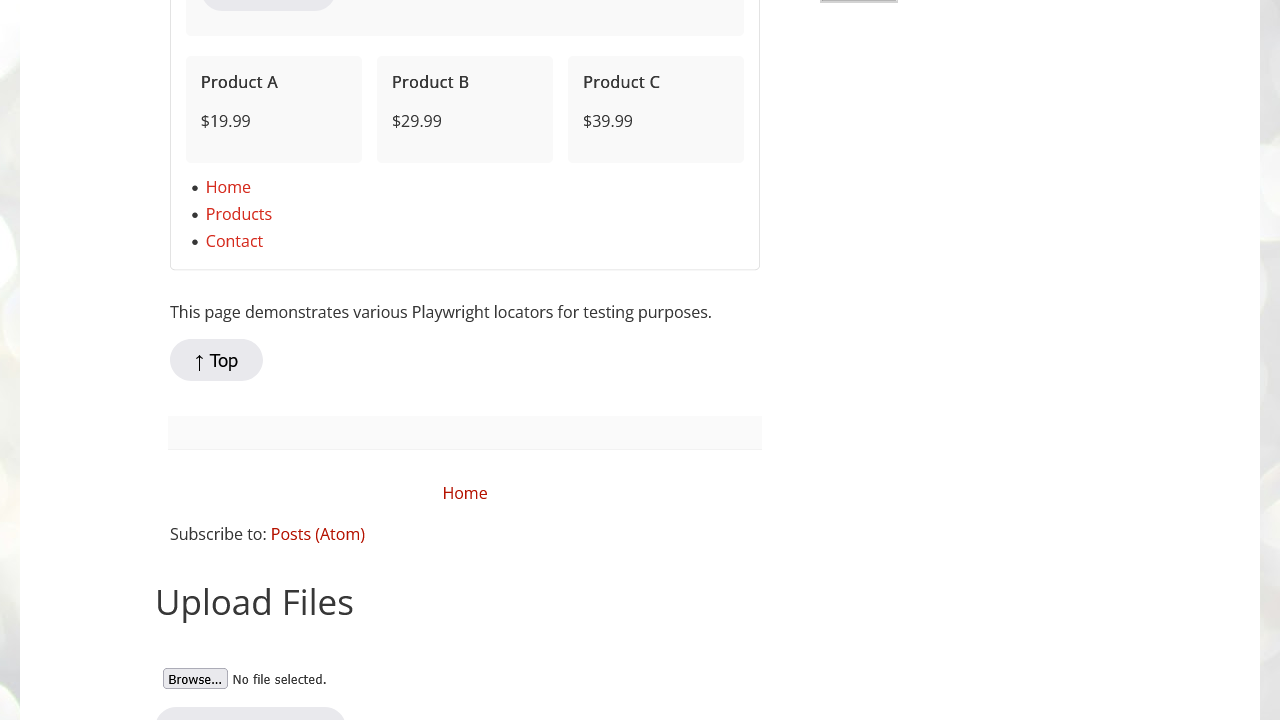 Product A
Product B
Product C
$19.99
$29.99
$39.99
Home
Products
Contact
This page demonstrates various Playwright locators for testing purposes.
↑ Top
Home
Subscribe to: Posts (Atom)
Upload Files
Browse... No file selected.